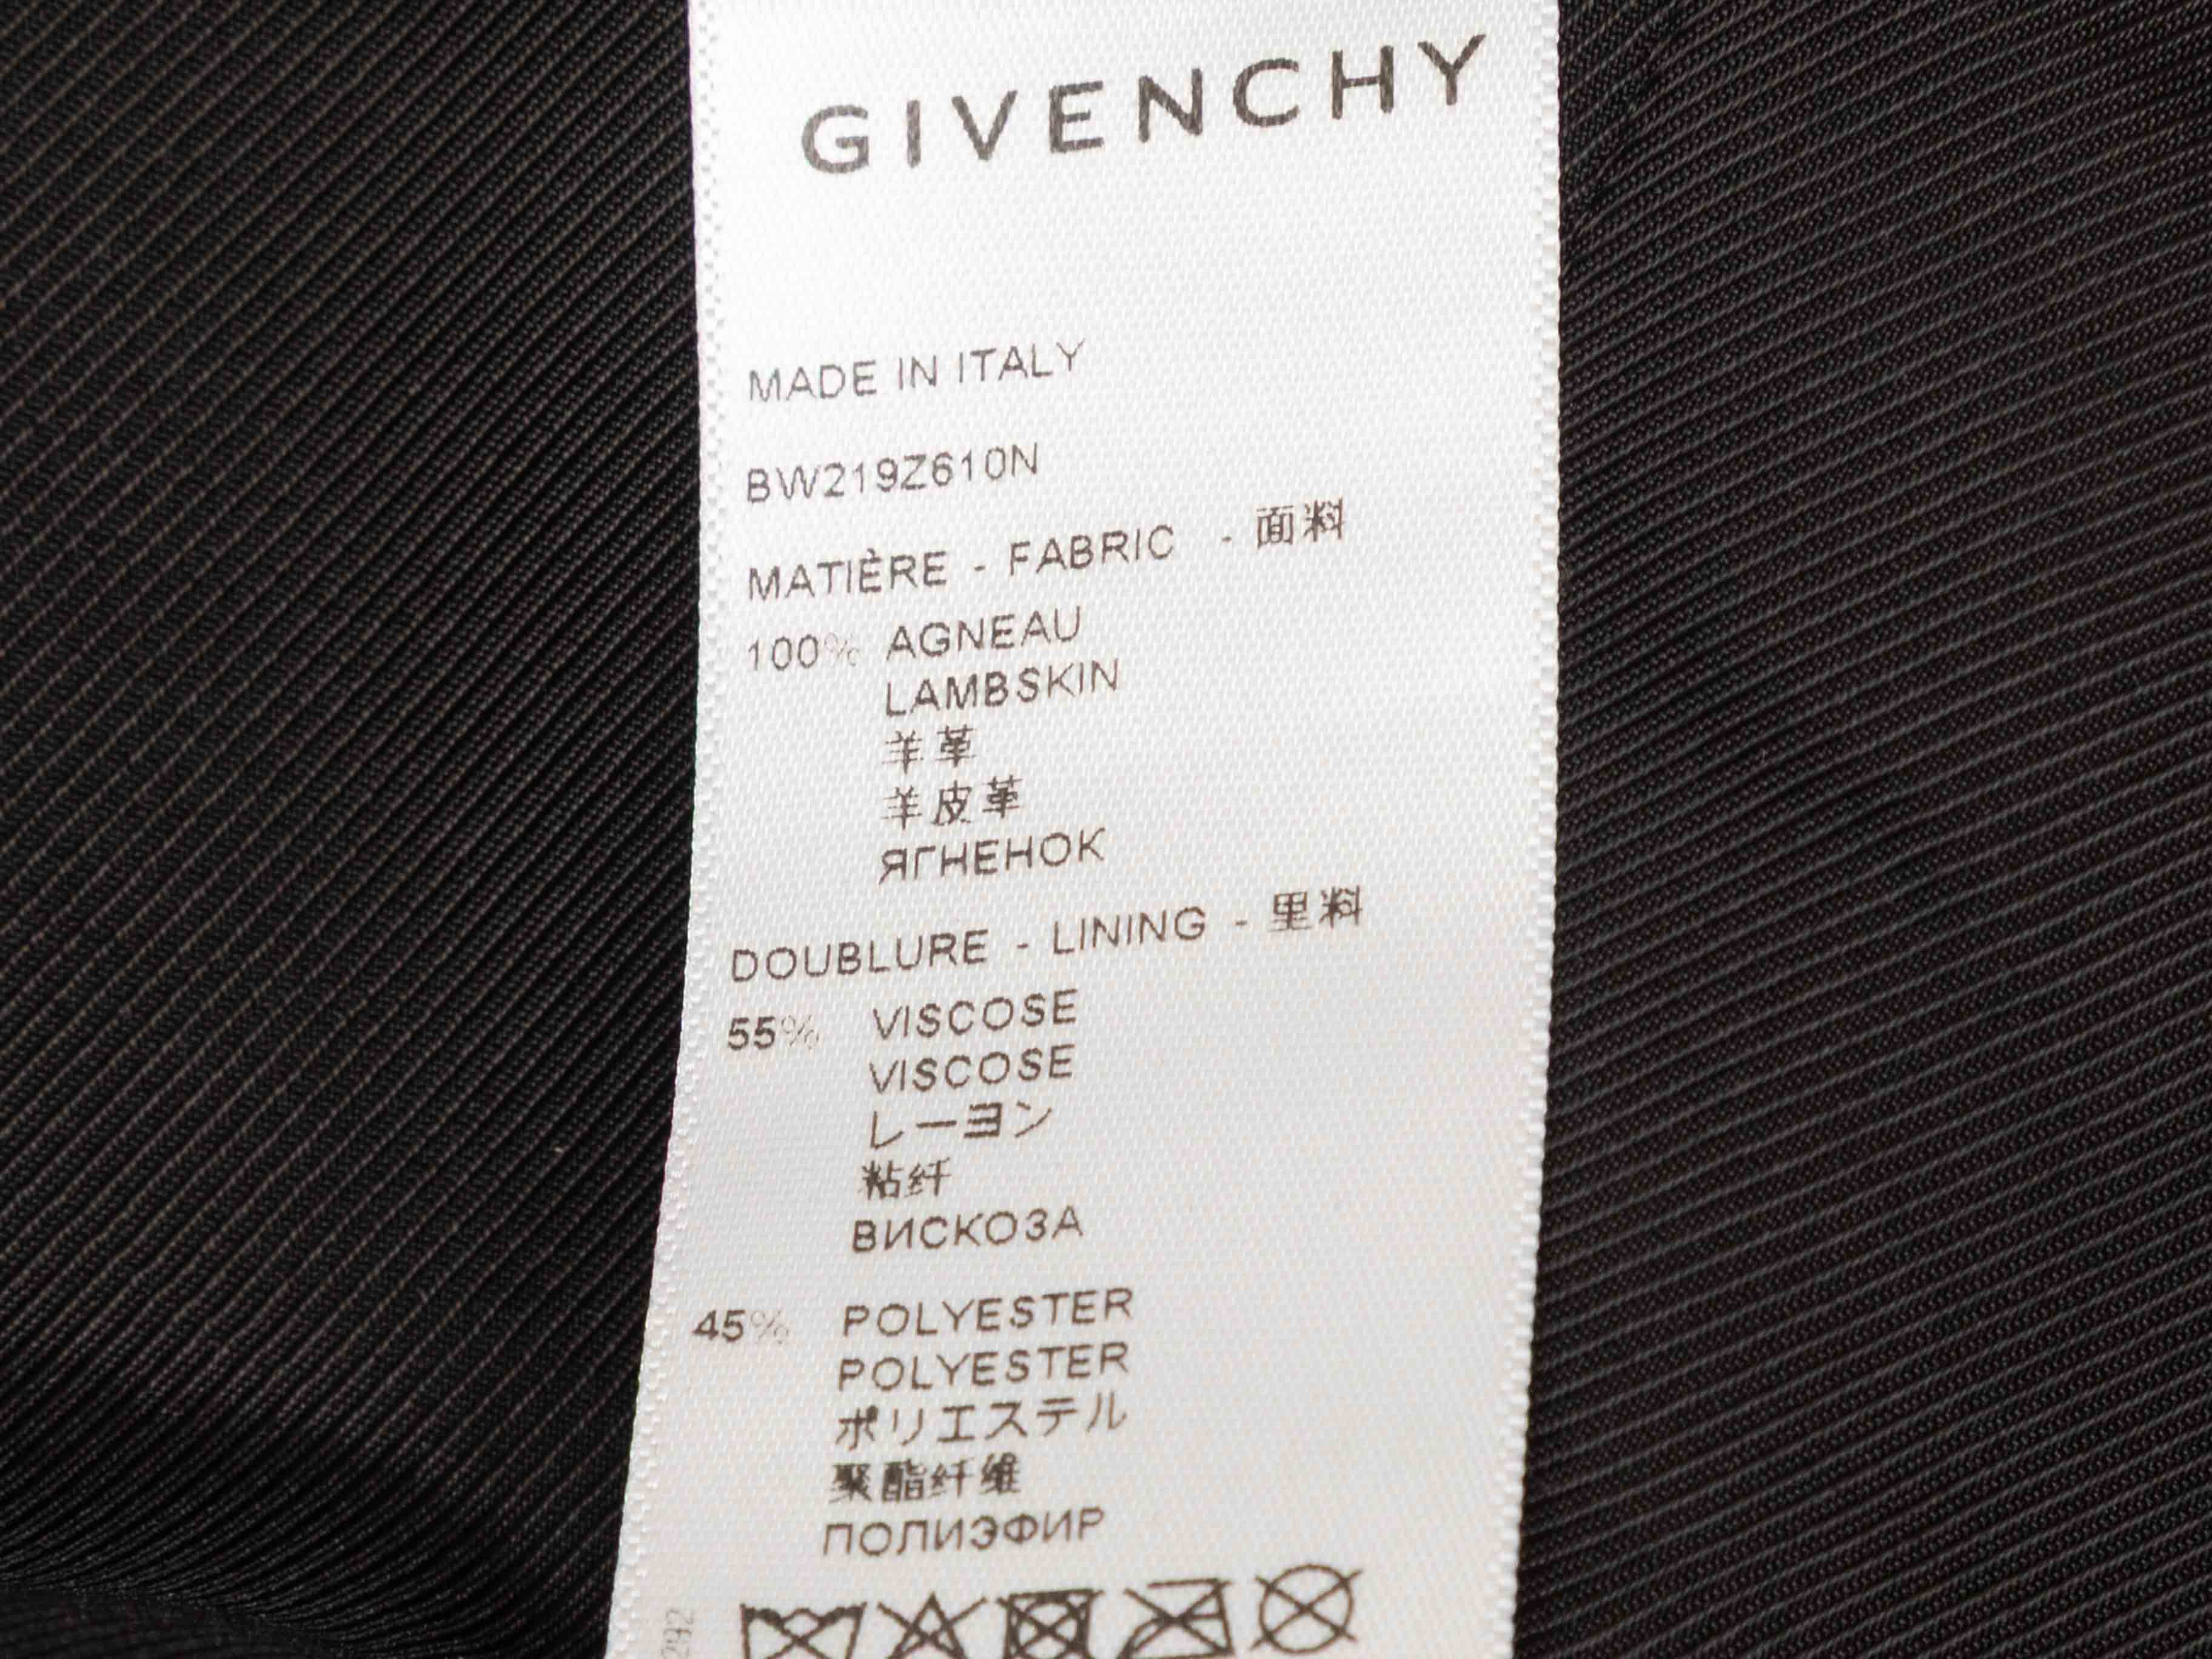 GIVENCHY
MADE IN ITALY
BW219Z610N
MATIÈRE - FABRIC - 面料
100% AGNEAU
LAMBSKIN
羊革
羊皮革
ЯГНЕНОК
DOUBLURE - LINING - 里料
55% VISCOSE
VISCOSE
レーヨン
粘纤
ВИСКОЗА
45% POLYESTER
POLYESTER
ポリエステル
聚酯纤维
ПОЛИЭФИР